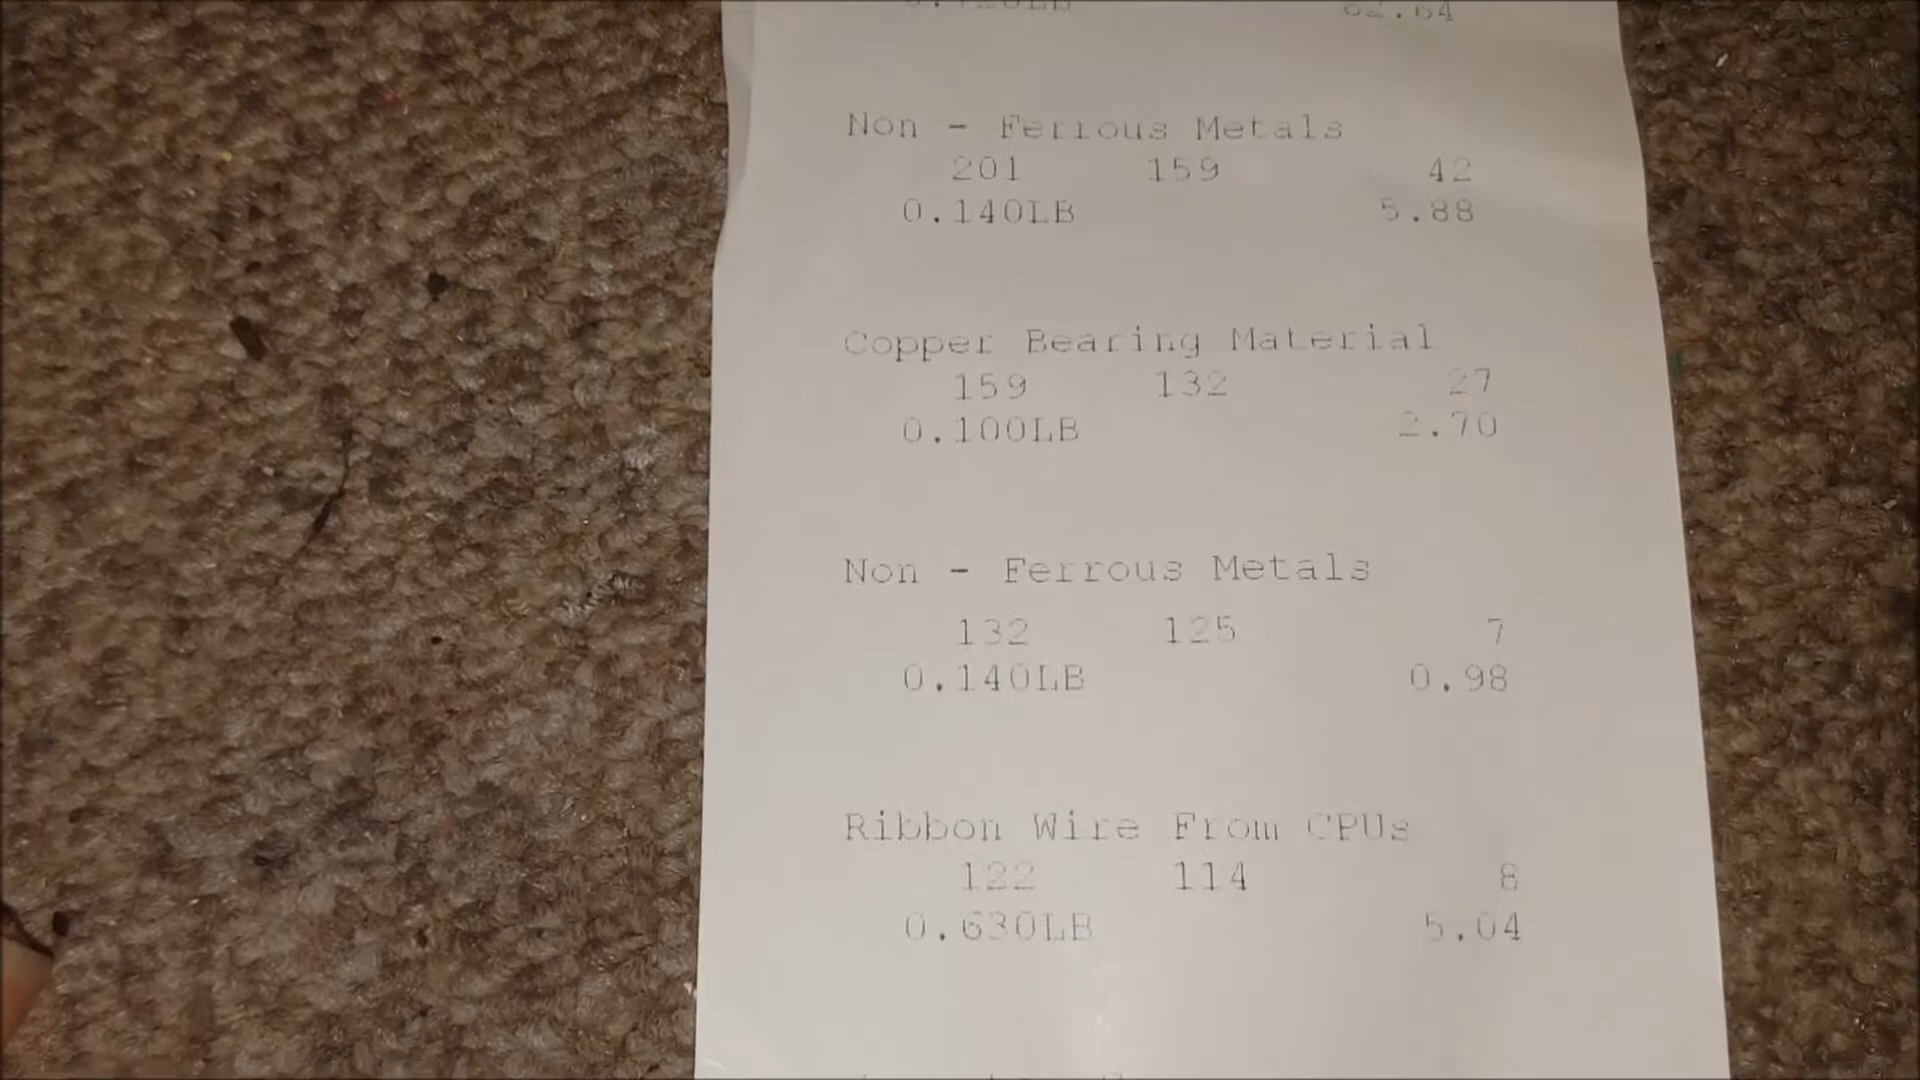 Non - Ferrous Metals
201 159 42
0.140LB 5.88
Copper Bearing Material
159 132 27
0.100LB 2.70
Non - Ferrous Metals
132 125 7
0.140LB 0.98
Ribbon Wire From CPUs
122 114 8
0.630LB 5.04